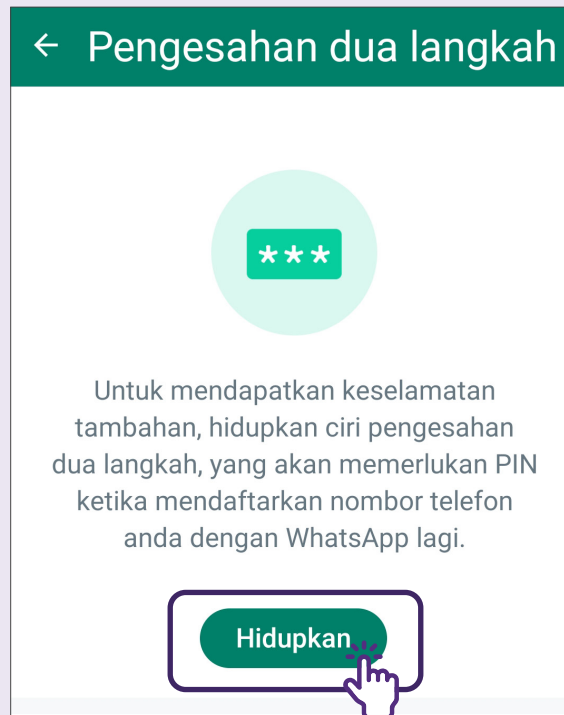 Pengesahan dua langkah
***
Untuk mendapatkan keselamatan
tambahan, hidupkan ciri pengesahan
dua langkah, yang akan memerlukan PIN
ketika mendaftarkan nombor telefon
anda dengan WhatsApp lagi.
Hidupkan